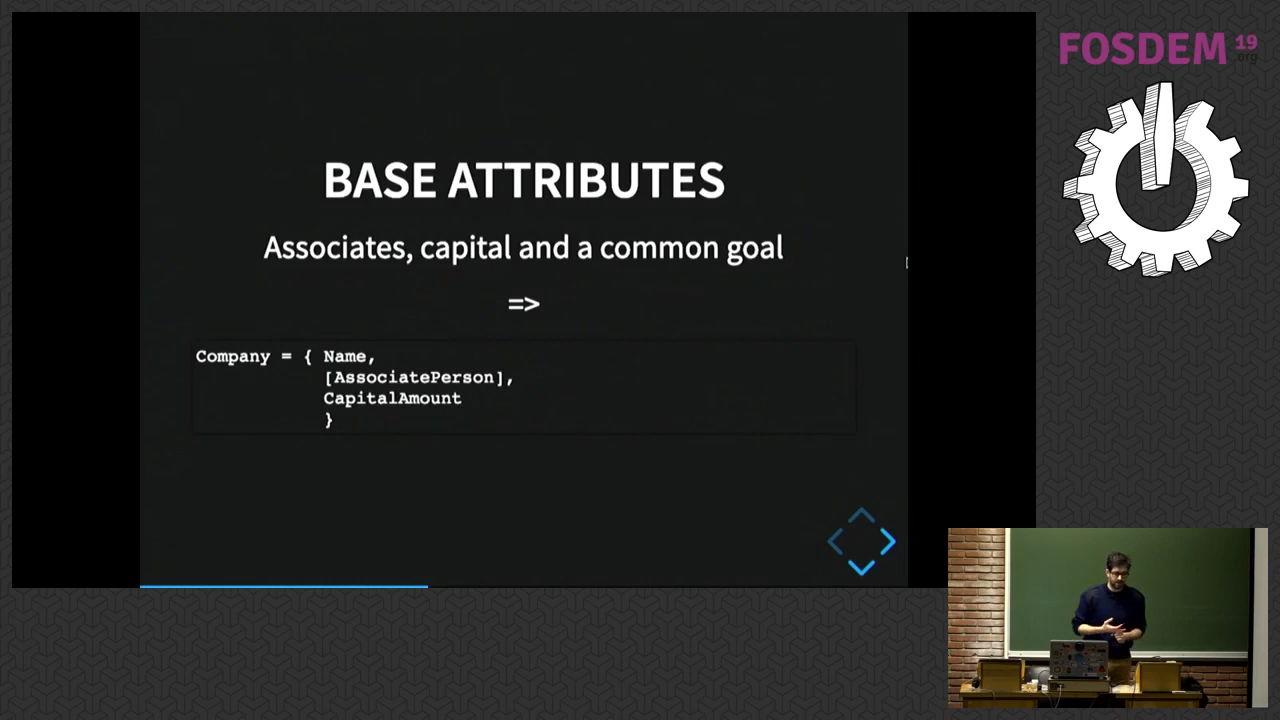 FOSDEM 19
.org
BASE ATTRIBUTES
Associates, capital and a common goal
=>
Company = { Name,
[AssociatePerson],
CapitalAmount
}